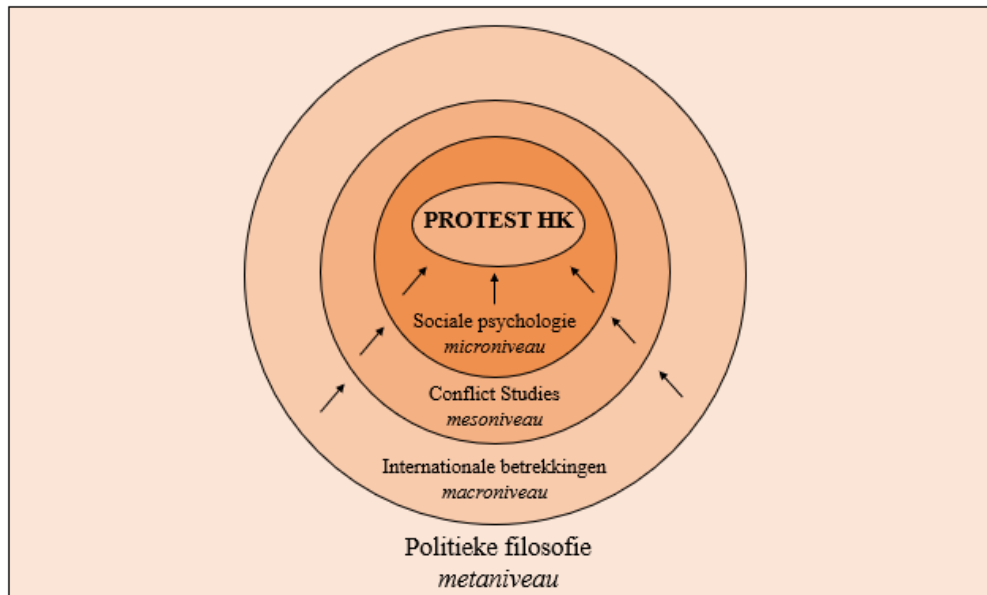 PROTEST HK
Sociale psychologie
microniveau
Conflict Studies
mesoniveau
Internationale betrekkingen
macroniveau
Politieke filosofie
metaniveau